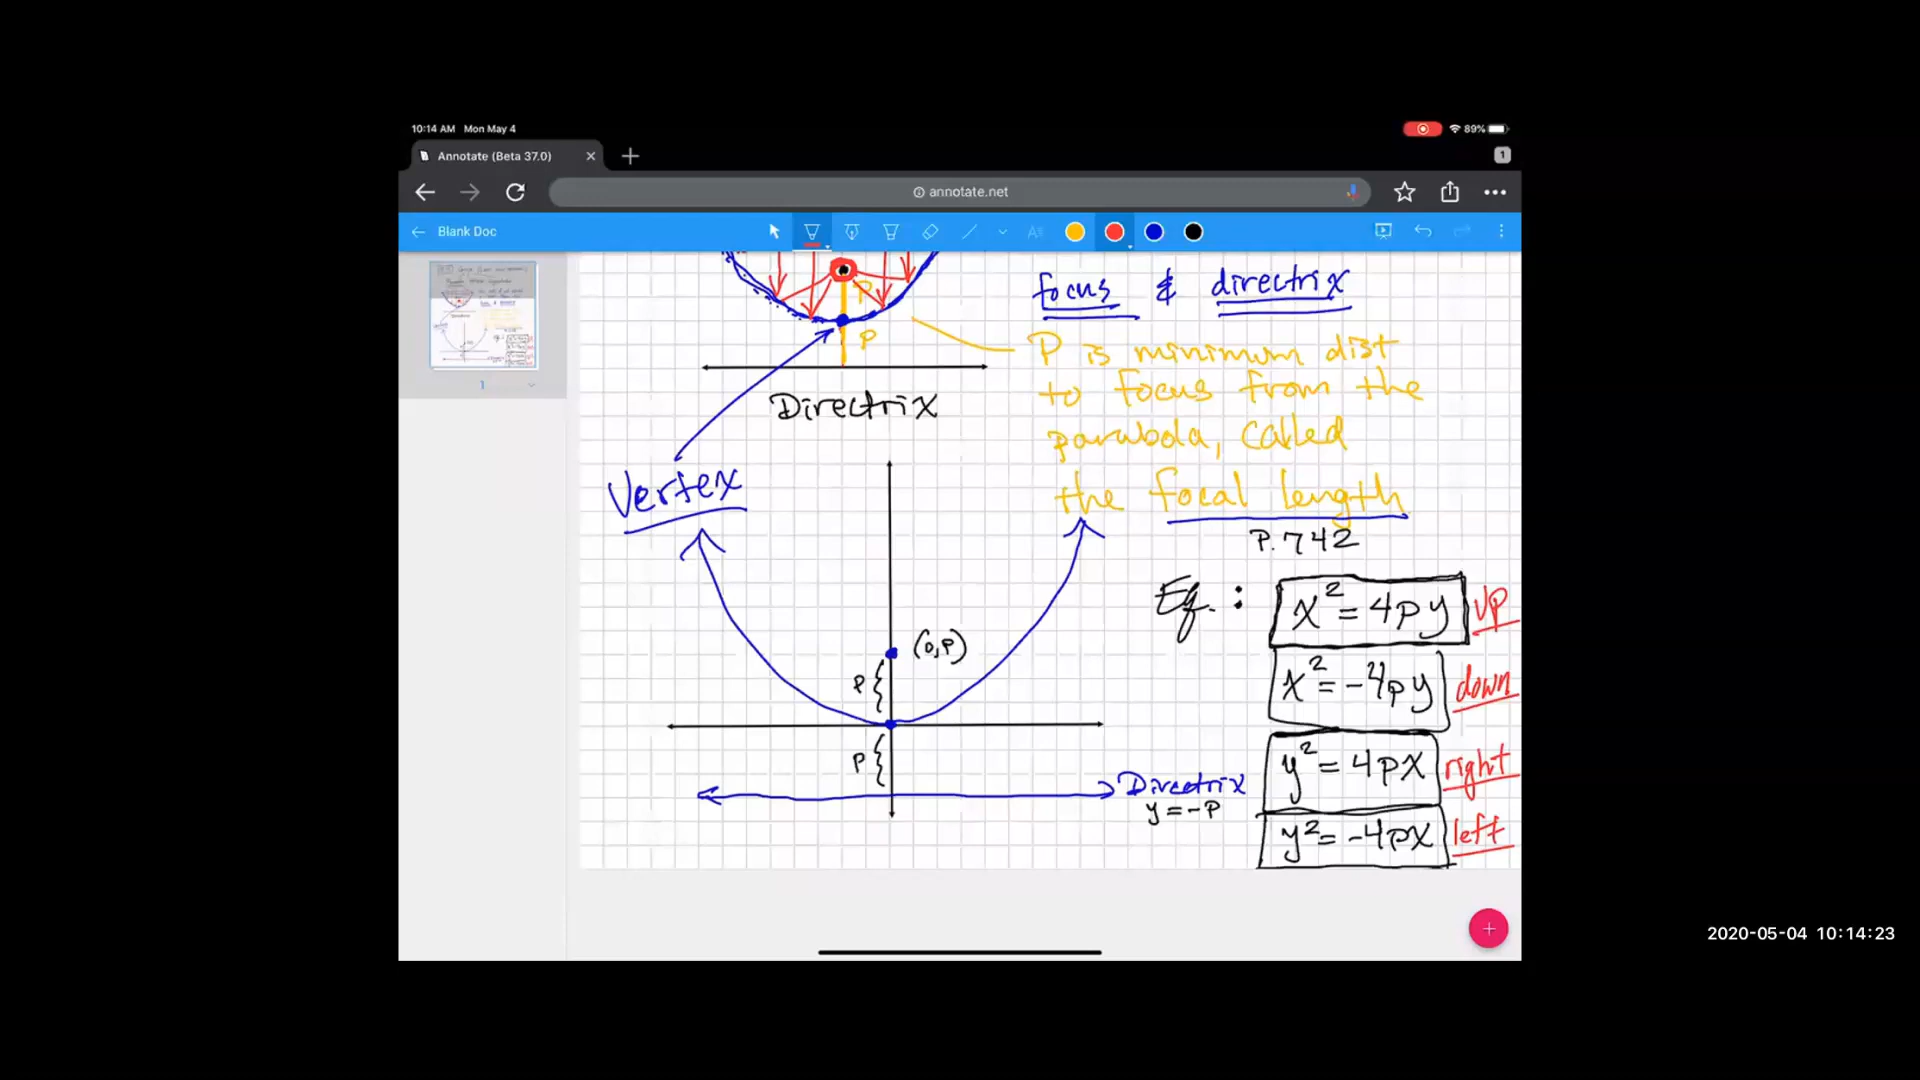 10:14 AM Mon May 4
89%
Annotate (Beta 37.0)
1
annotate.net
Blank Doc
1
focus & directrix
P
P
P is minimum dist
to focus from the
parabola, called
the focal length
P. 742
Directrix
Vertex
Eq. :
x² = 4py up
x² = -4py down
y² = 4px right
y² = -4px left
(0,P)
P
P
Directrix
y = -P
2020-05-04 10:14:23